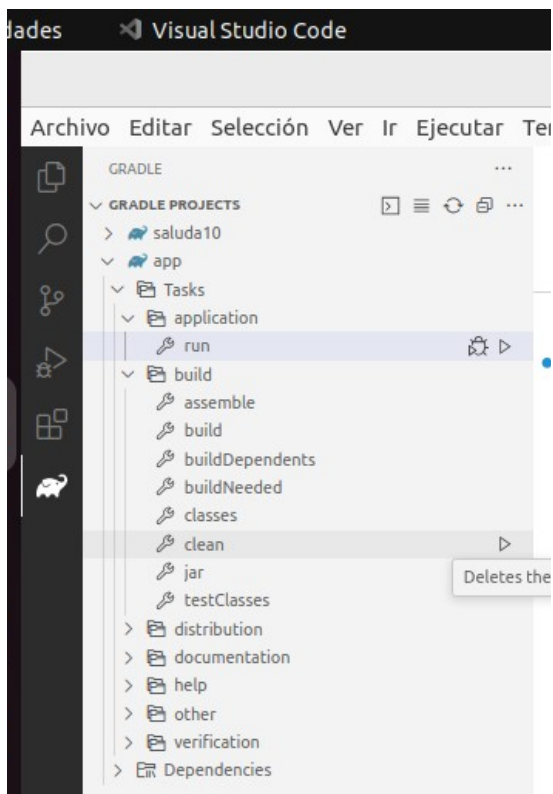 dades Visual Studio Code
Archivo Editar Selección Ver Ir Ejecutar Ter
GRADLE
GRADLE PROJECTS
saluda10
app
Tasks
application
run
build
assemble
build
buildDependents
buildNeeded
classes
clean
jar
Deletes the
testClasses
distribution
documentation
help
other
verification
Dependencies